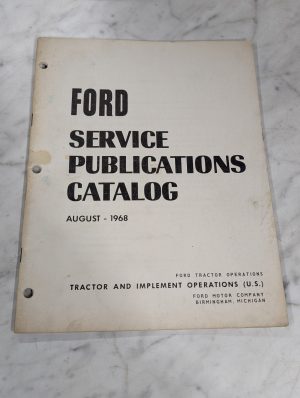 FORD
SERVICE
PUBLICATIONS
CATALOG
AUGUST - 1968
FORD TRACTOR OPERATIONS
TRACTOR AND IMPLEMENT OPERATIONS (U.S.)
FORD MOTOR COMPANY
BIRMINGHAM, MICHIGAN